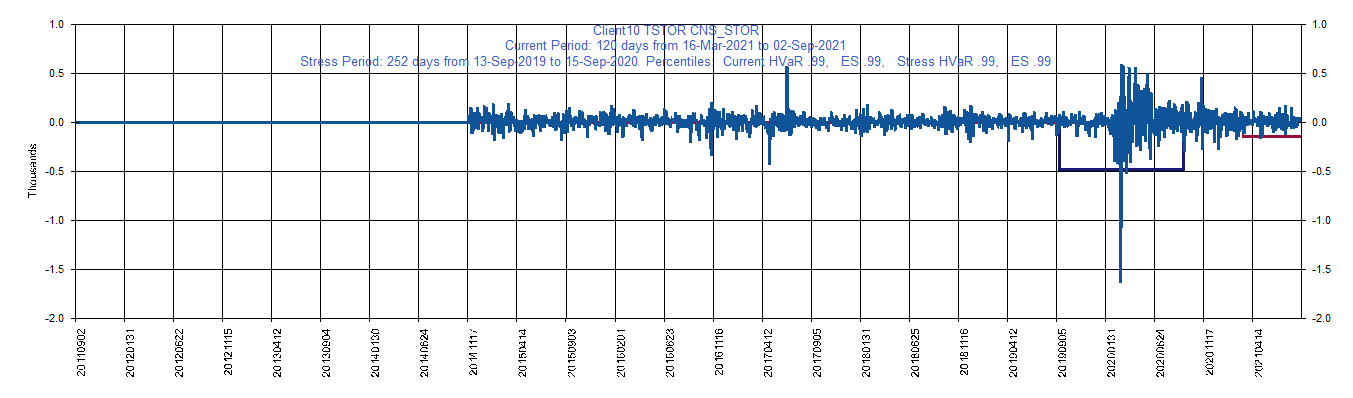 Client10 TSTOR CNS_STOR
Current Period: 120 days from 16-Mar-2021 to 02-Sep-2021
Stress Period: 252 days from 13-Sep-2019 to 15-Sep-2020 Percentiles: Current HVaR .99, ES .99, Stress HVaR .99, ES .99
1.0 1.0
0.5 0.5
0.0 0.0
-0.5 -0.5
-1.0 -1.0
-1.5 -1.5
-2.0 -2.0
Thousands
20110902 20120131 20120622 20121115 20130412 20130904 20140130 20140624 20141117 20150414 20150903 20160201 20160623 20161116 20170412 20170905 20180131 20180625 20181116 20190412 20190905 20200131 20200624 20201117 20210414